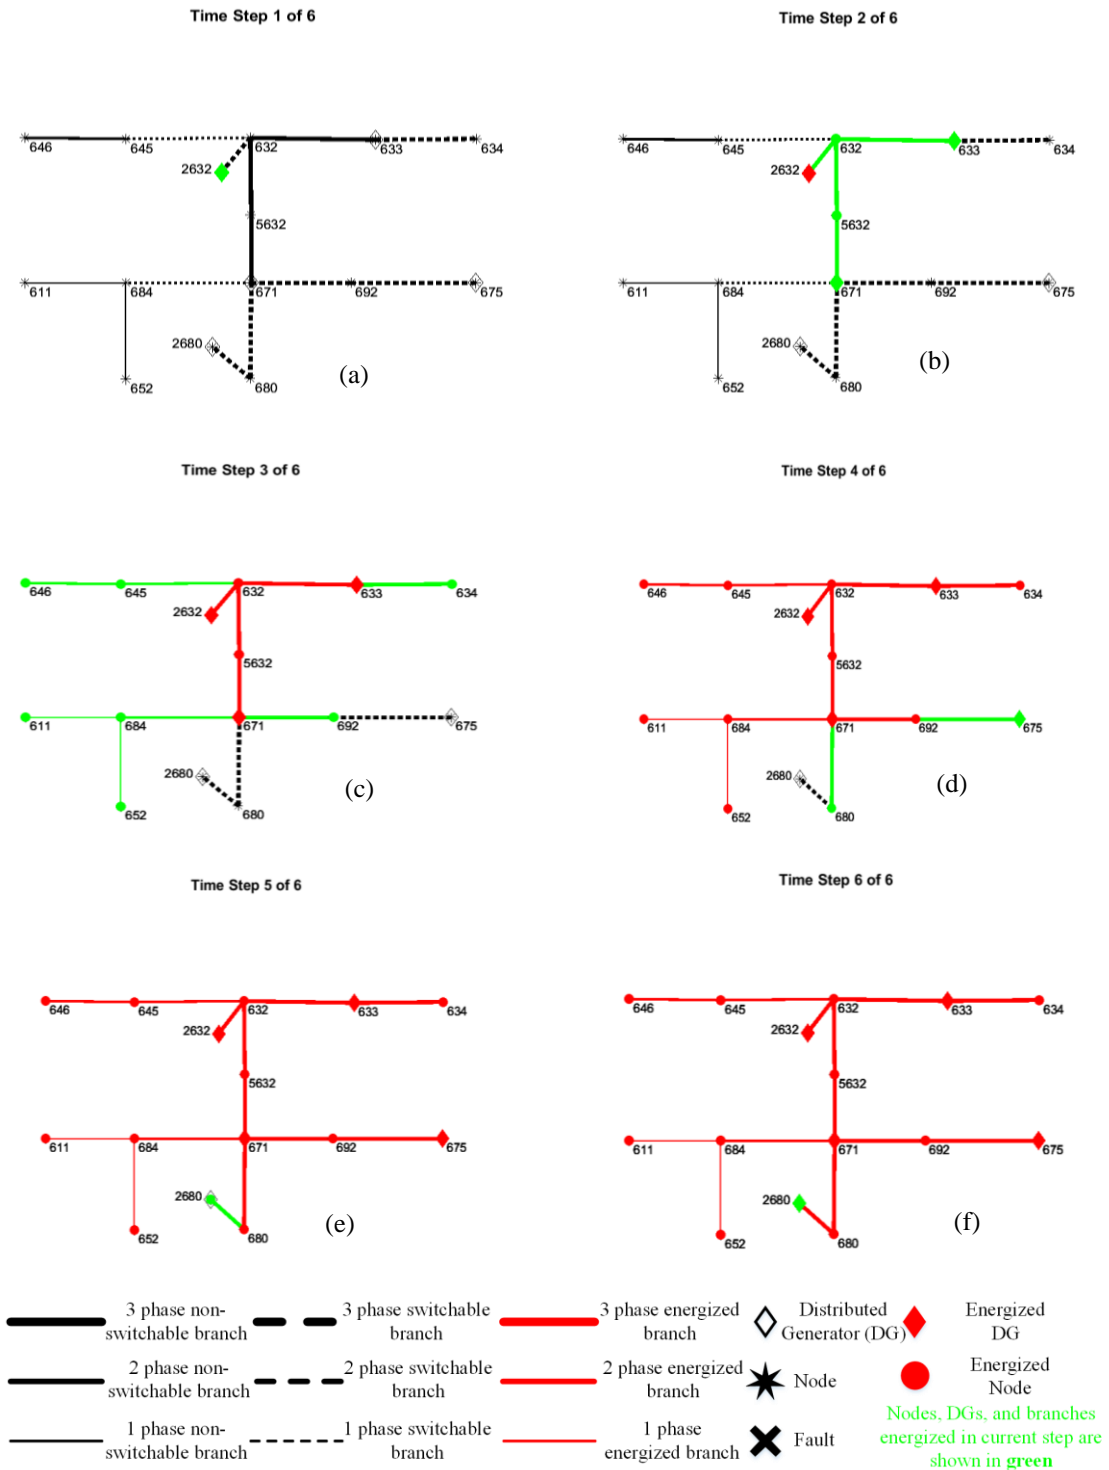 Time Step 1 of 6
646
645
632
633
634
2632
5632
611
684
671
692
675
2680
652
680
(a)
Time Step 2 of 6
646
645
632
633
634
2632
5632
611
684
671
692
675
2680
652
680
(b)
Time Step 3 of 6
646
645
632
633
634
2632
5632
611
684
671
692
675
2680
652
680
(c)
Time Step 4 of 6
646
645
632
633
634
2632
5632
611
684
671
692
675
2680
652
680
(d)
Time Step 5 of 6
646
645
632
633
634
2632
5632
611
684
671
692
675
2680
652
680
(e)
Time Step 6 of 6
646
645
632
633
634
2632
5632
611
684
671
692
675
2680
652
680
(f)
3 phase non-
switchable branch
3 phase switchable
branch
3 phase energized
branch
Distributed
Generator (DG)
Energized
DG
2 phase non-
switchable branch
2 phase switchable
branch
2 phase energized
branch
Node
Energized
Node
1 phase non-
switchable branch
1 phase switchable
branch
1 phase
energized branch
Fault
Nodes, DGs, and branches
energized in current step are
shown in green